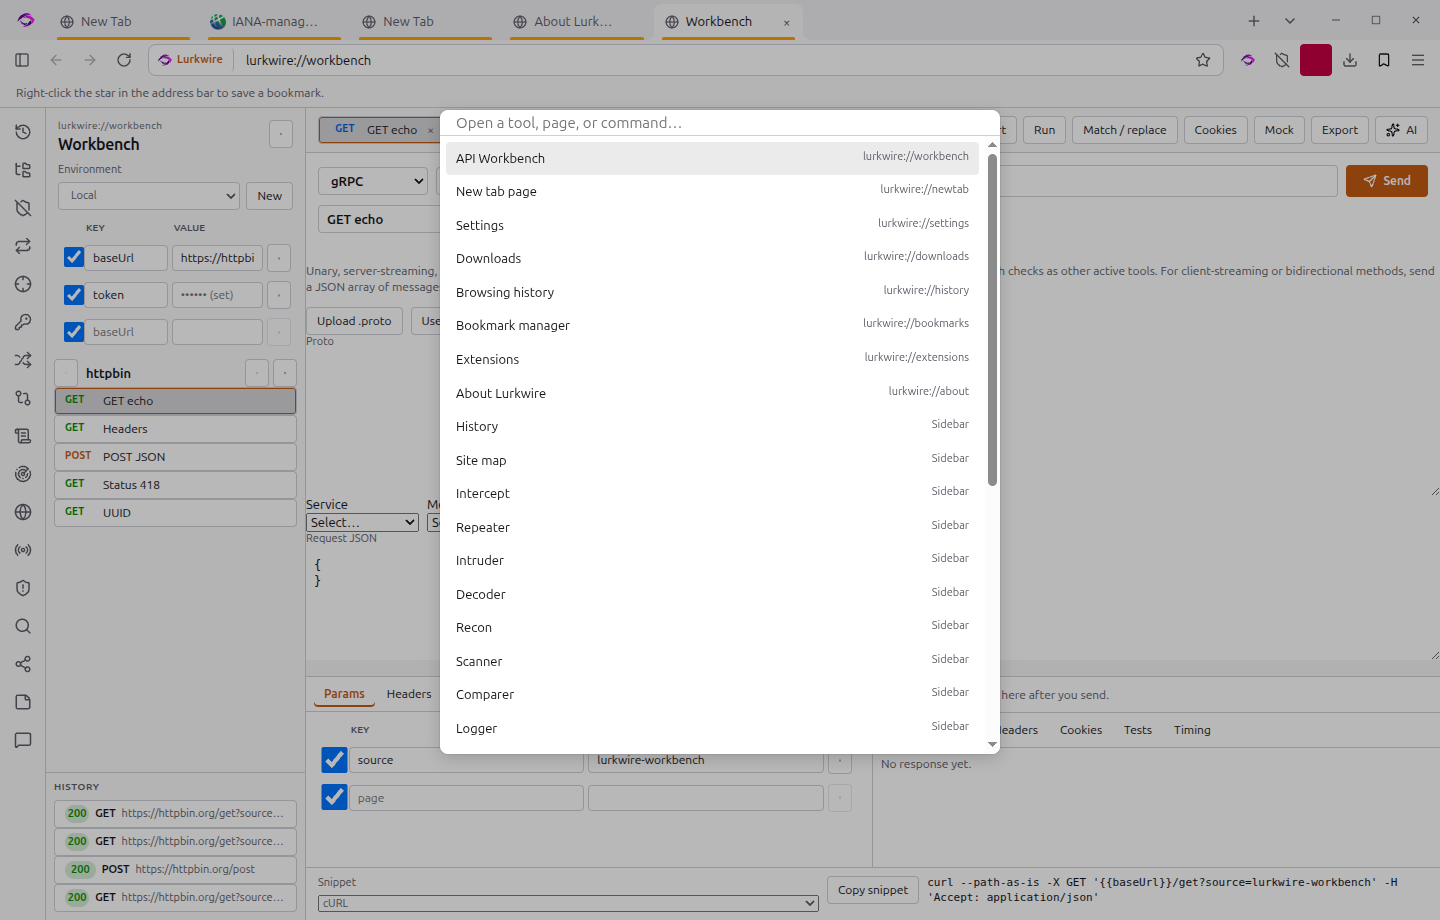 New Tab
IANA-manag...
New Tab
About Lurk...
Workbench
Lurkwire
lurkwire://workbench
Right-click the star in the address bar to save a bookmark.
lurkwire://workbench
Workbench
Environment
Local
New
KEY VALUE
baseUrl https://httpbi
token •••••• (set)
baseUrl
httpbin
GET GET echo
GET Headers
POST POST JSON
GET Status 418
GET UUID
HISTORY
200 GET https://httpbin.org/get?source...
200 GET https://httpbin.org/get?source...
200 POST https://httpbin.org/post
200 GET https://httpbin.org/get?source...
GET GET echo ×
Run
Match / replace
Cookies
Mock
Export
AI
gRPC
Send
GET echo
Unary, server-streaming,
checks as other active tools. For client-streaming or bidirectional methods, send
a JSON array of message
Upload .proto
Use
Proto
Service
Select...
Request JSON
{
}
Open a tool, page, or command...
API Workbench lurkwire://workbench
New tab page lurkwire://newtab
Settings lurkwire://settings
Downloads lurkwire://downloads
Browsing history lurkwire://history
Bookmark manager lurkwire://bookmarks
Extensions lurkwire://extensions
About Lurkwire lurkwire://about
History Sidebar
Site map Sidebar
Intercept Sidebar
Repeater Sidebar
Intruder Sidebar
Decoder Sidebar
Recon Sidebar
Scanner Sidebar
Comparer Sidebar
Logger Sidebar
Params Headers
KEY
source lurkwire-workbench
page
here after you send.
eaders Cookies Tests Timing
No response yet.
Snippet
cURL
Copy snippet
curl --path-as-is -X GET '{{baseUrl}}/get?source=lurkwire-workbench' -H
'Accept: application/json'